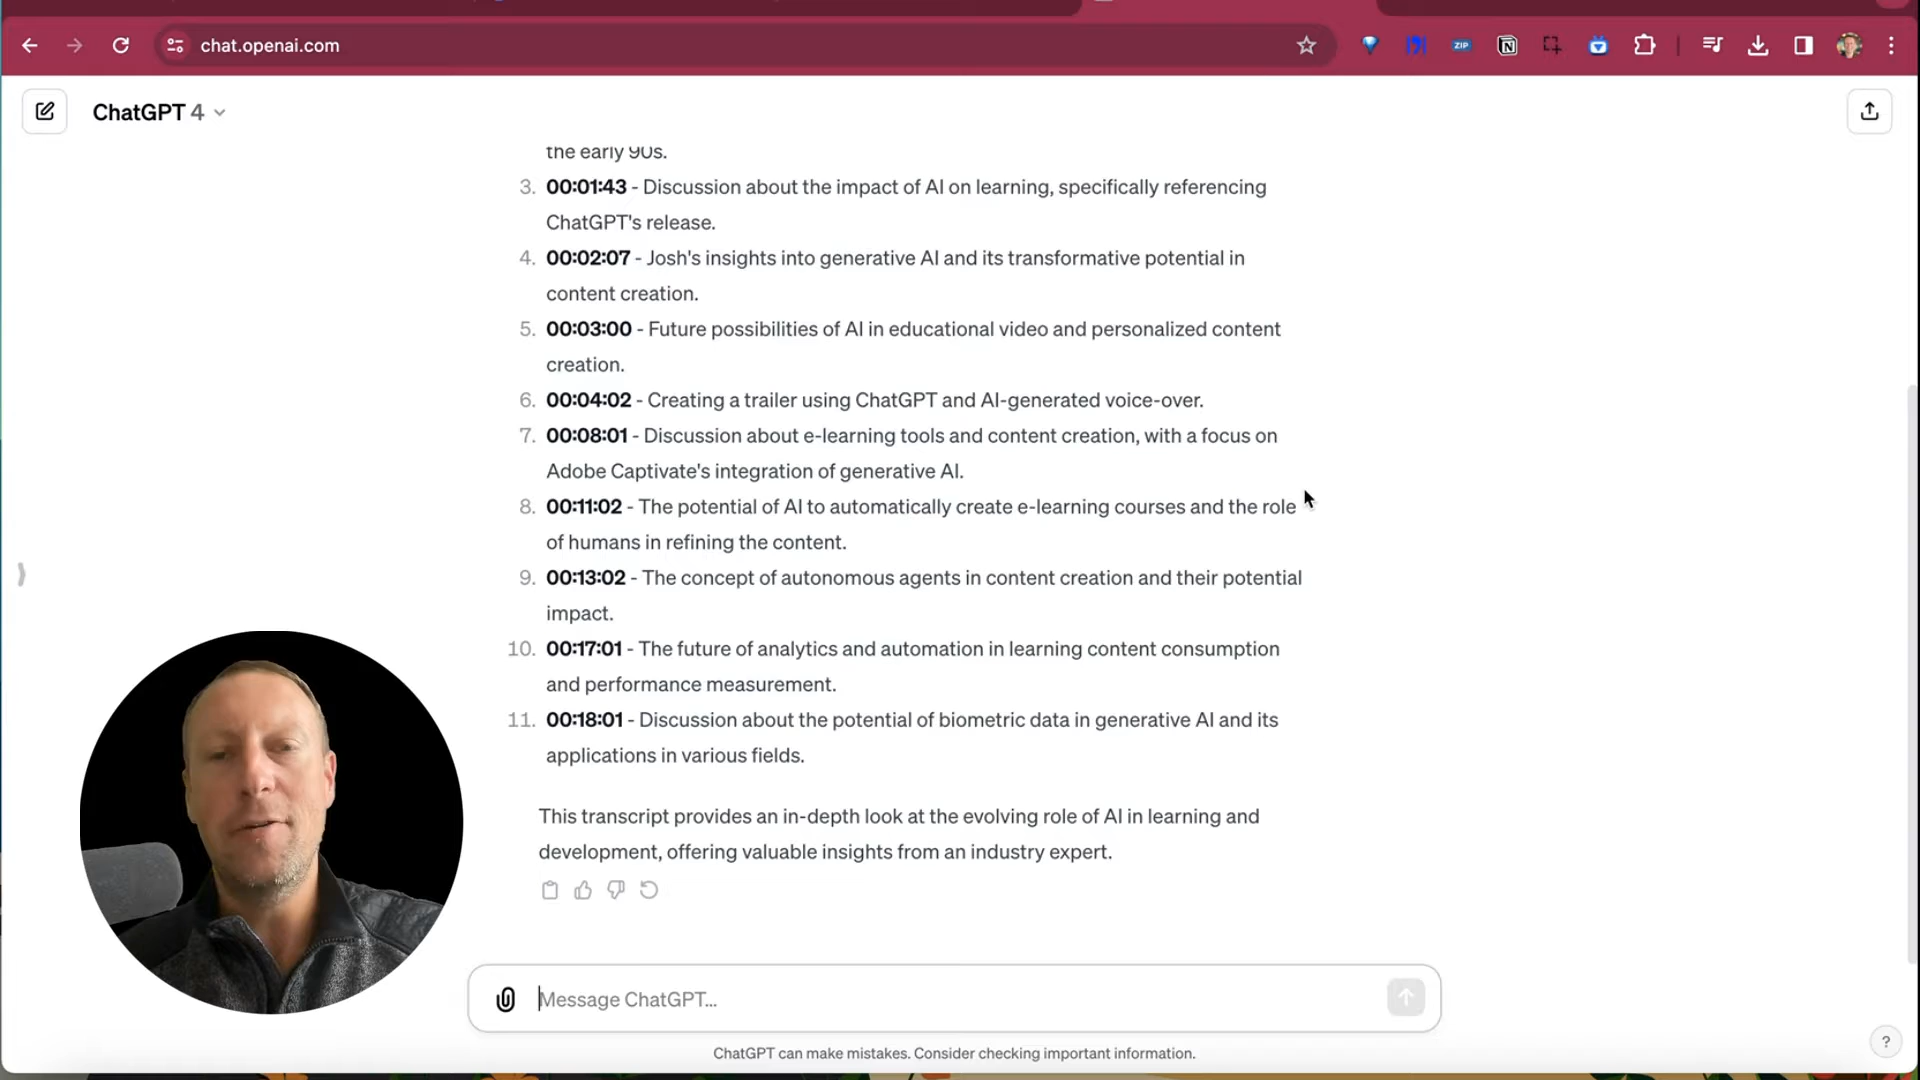 chat.openai.com
ZIP
ChatGPT 4
the early 90s.
3. 00:01:43 - Discussion about the impact of AI on learning, specifically referencing
ChatGPT's release.
4. 00:02:07 - Josh's insights into generative AI and its transformative potential in
content creation.
5. 00:03:00 - Future possibilities of AI in educational video and personalized content
creation.
6. 00:04:02 - Creating a trailer using ChatGPT and AI-generated voice-over.
7. 00:08:01 - Discussion about e-learning tools and content creation, with a focus on
Adobe Captivate's integration of generative AI.
8. 00:11:02 - The potential of AI to automatically create e-learning courses and the role
of humans in refining the content.
9. 00:13:02 - The concept of autonomous agents in content creation and their potential
impact.
10. 00:17:01 - The future of analytics and automation in learning content consumption
and performance measurement.
11. 00:18:01 - Discussion about the potential of biometric data in generative AI and its
applications in various fields.
This transcript provides an in-depth look at the evolving role of AI in learning and
development, offering valuable insights from an industry expert.
Message ChatGPT...
ChatGPT can make mistakes. Consider checking important information.
?